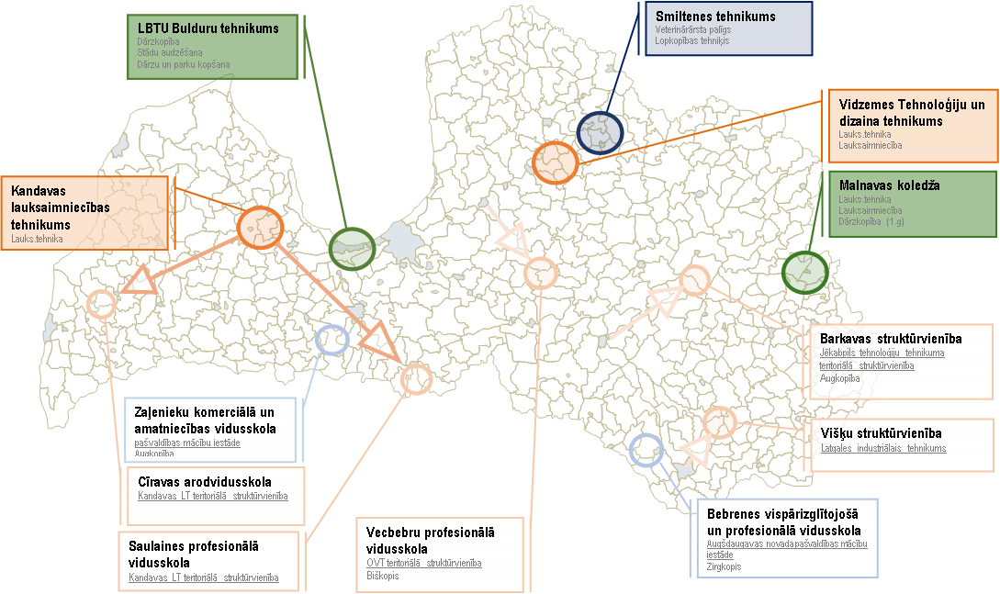 LBTU Bulduru tehnikums
Dārzkopība
Stādu audzēšana
Dārzu un parku kopšana
Smiltenes tehnikums
Veterinārārsta palīgs
Lopkopības tehniķis
Vidzemes Tehnoloģiju un
dizaina tehnikums
Lauks.tehnika
Lauksaimniecība
Kandavas
lauksaimniecības
tehnikums
Lauks.tehnika
Malnavas koledža
Lauks.tehnika
Lauksaimniecība
Dārzkopība (1.g)
Barkavas struktūrvienība
Jēkabpils tehnoloģiju tehnikuma
teritoriālā struktūrvienība
Augkopība
Zaļenieku komerciālā un
amatniecības vidusskola
pašvaldības mācību iestāde
Augkopība
Višķu struktūrvienība
Latgales industriālais tehnikums
Cīravas arodvidusskola
Kandavas LT teritoriālā struktūrvienība
Saulaines profesionālā
vidusskola
Kandavas LT teritoriālā struktūrvienība
Vecbebru profesionālā
vidusskola
OVT teritoriālā struktūrvienība
Biškopis
Bebrenes vispārizglītojošā
un profesionālā vidusskola
Augšdaugavas novada pašvaldības mācību
iestāde
Zirgkopis